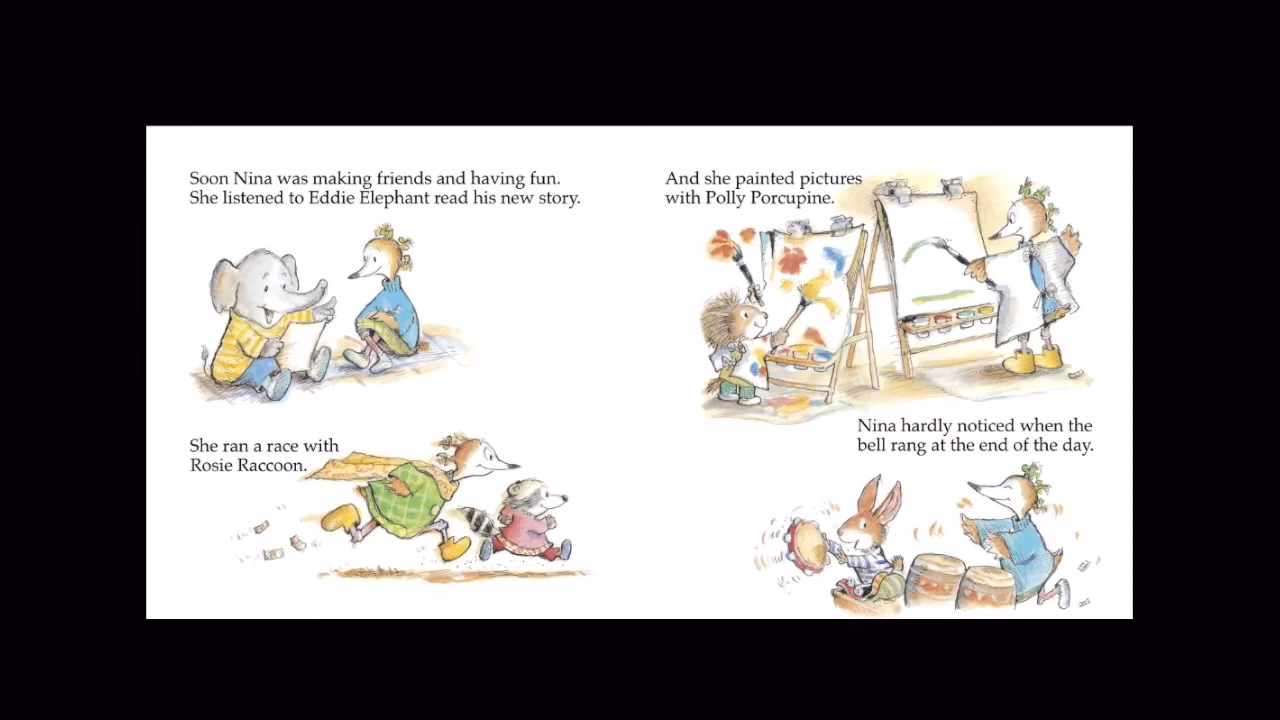 Soon Nina was making friends and having fun.
She listened to Eddie Elephant read his new story.
She ran a race with
Rosie Raccoon.
And she painted pictures
with Polly Porcupine.
Nina hardly noticed when the
bell rang at the end of the day.